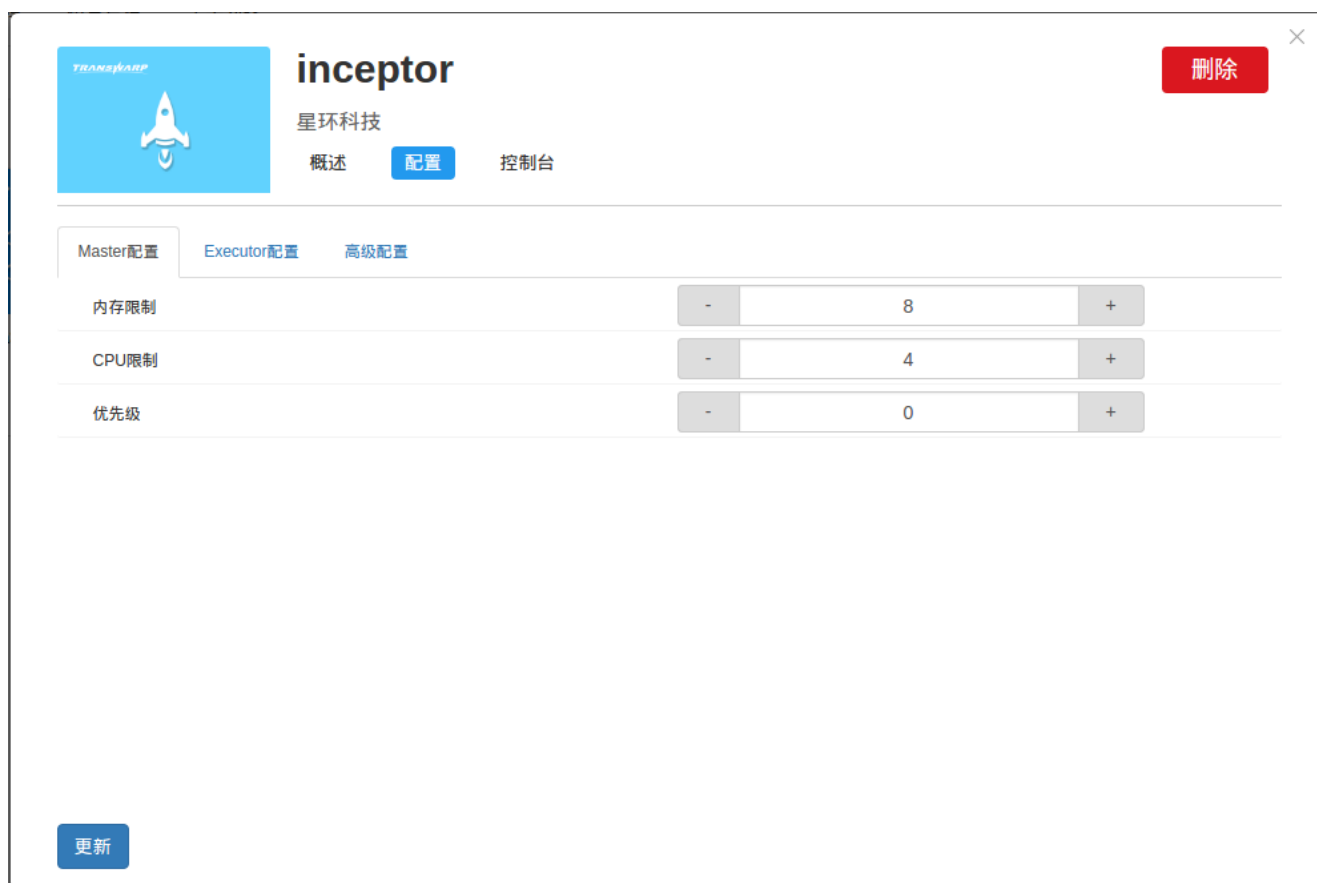 TRANSWARP
inceptor
删除
星环科技
概述 配置 控制台
Master配置 Executor配置 高级配置
内存限制 - 8 +
CPU限制 - 4 +
优先级 - 0 +
更新